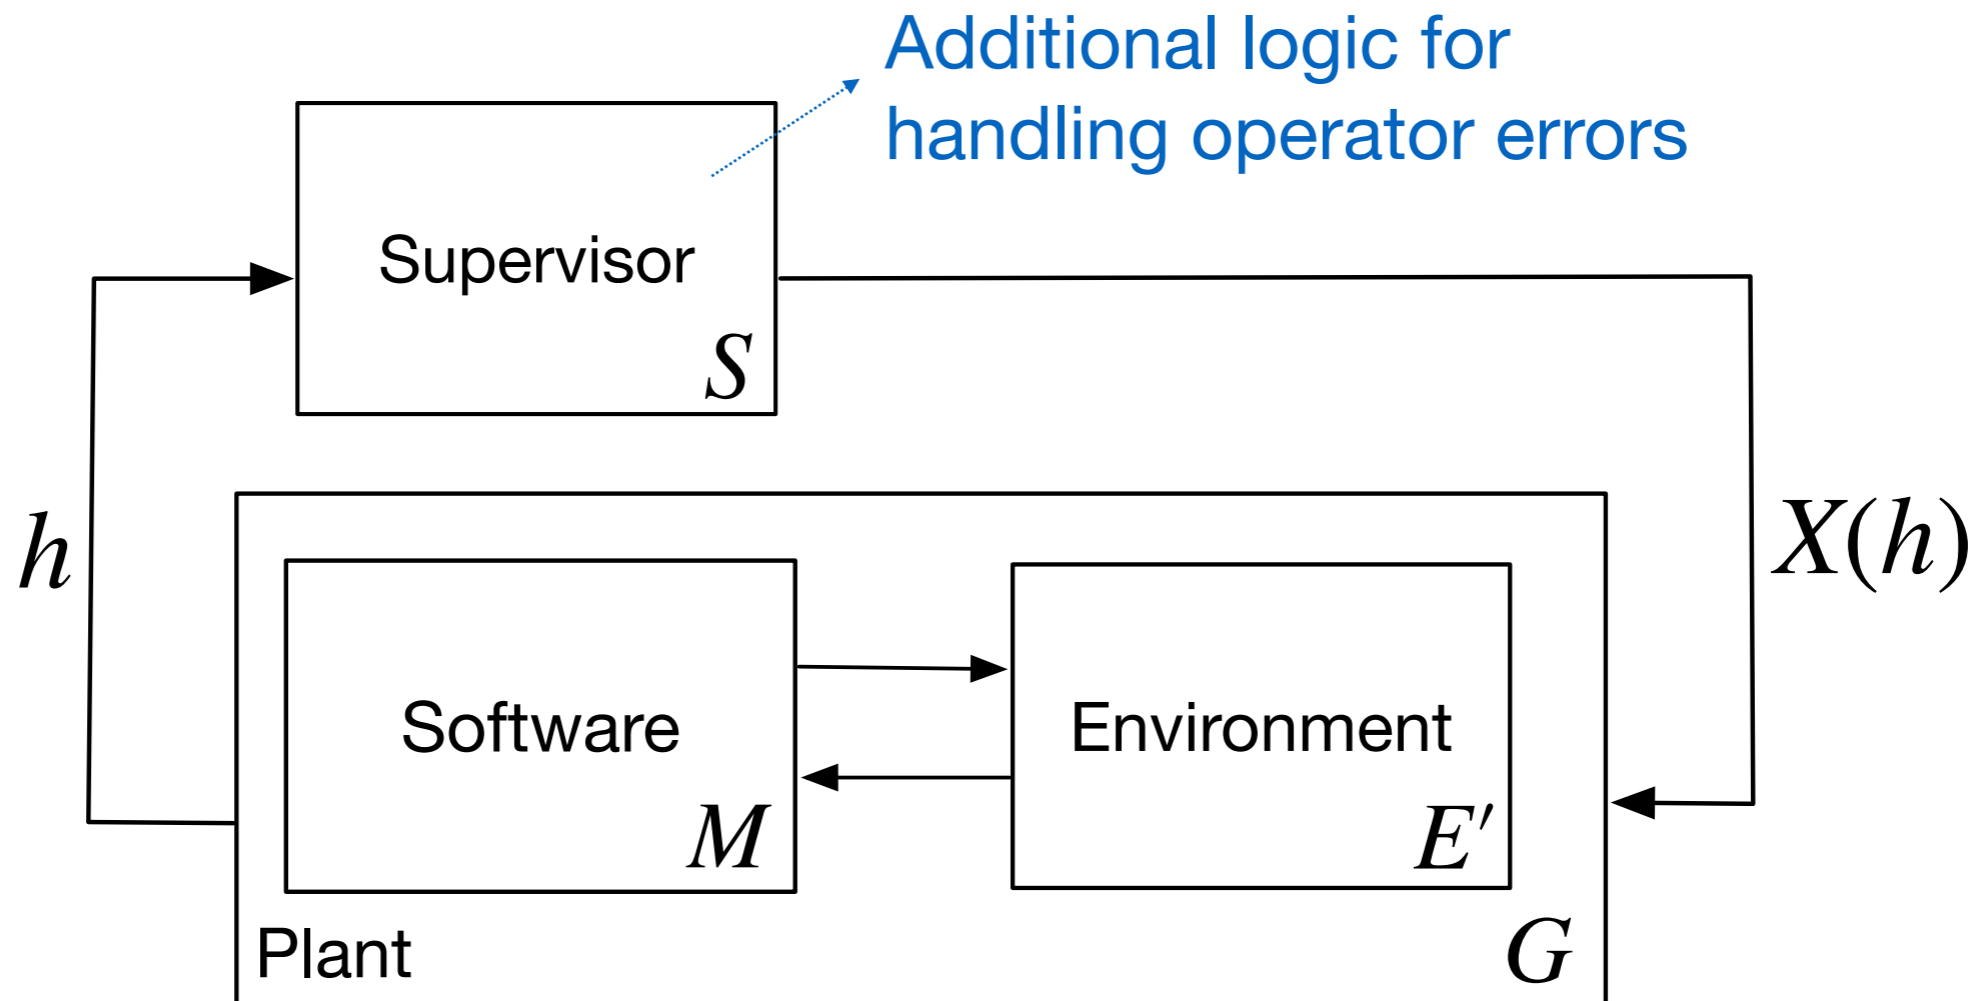 Additional logic for
handling operator errors
Supervisor
S
h
X(h)
Software
M
Environment
E′
Plant
G